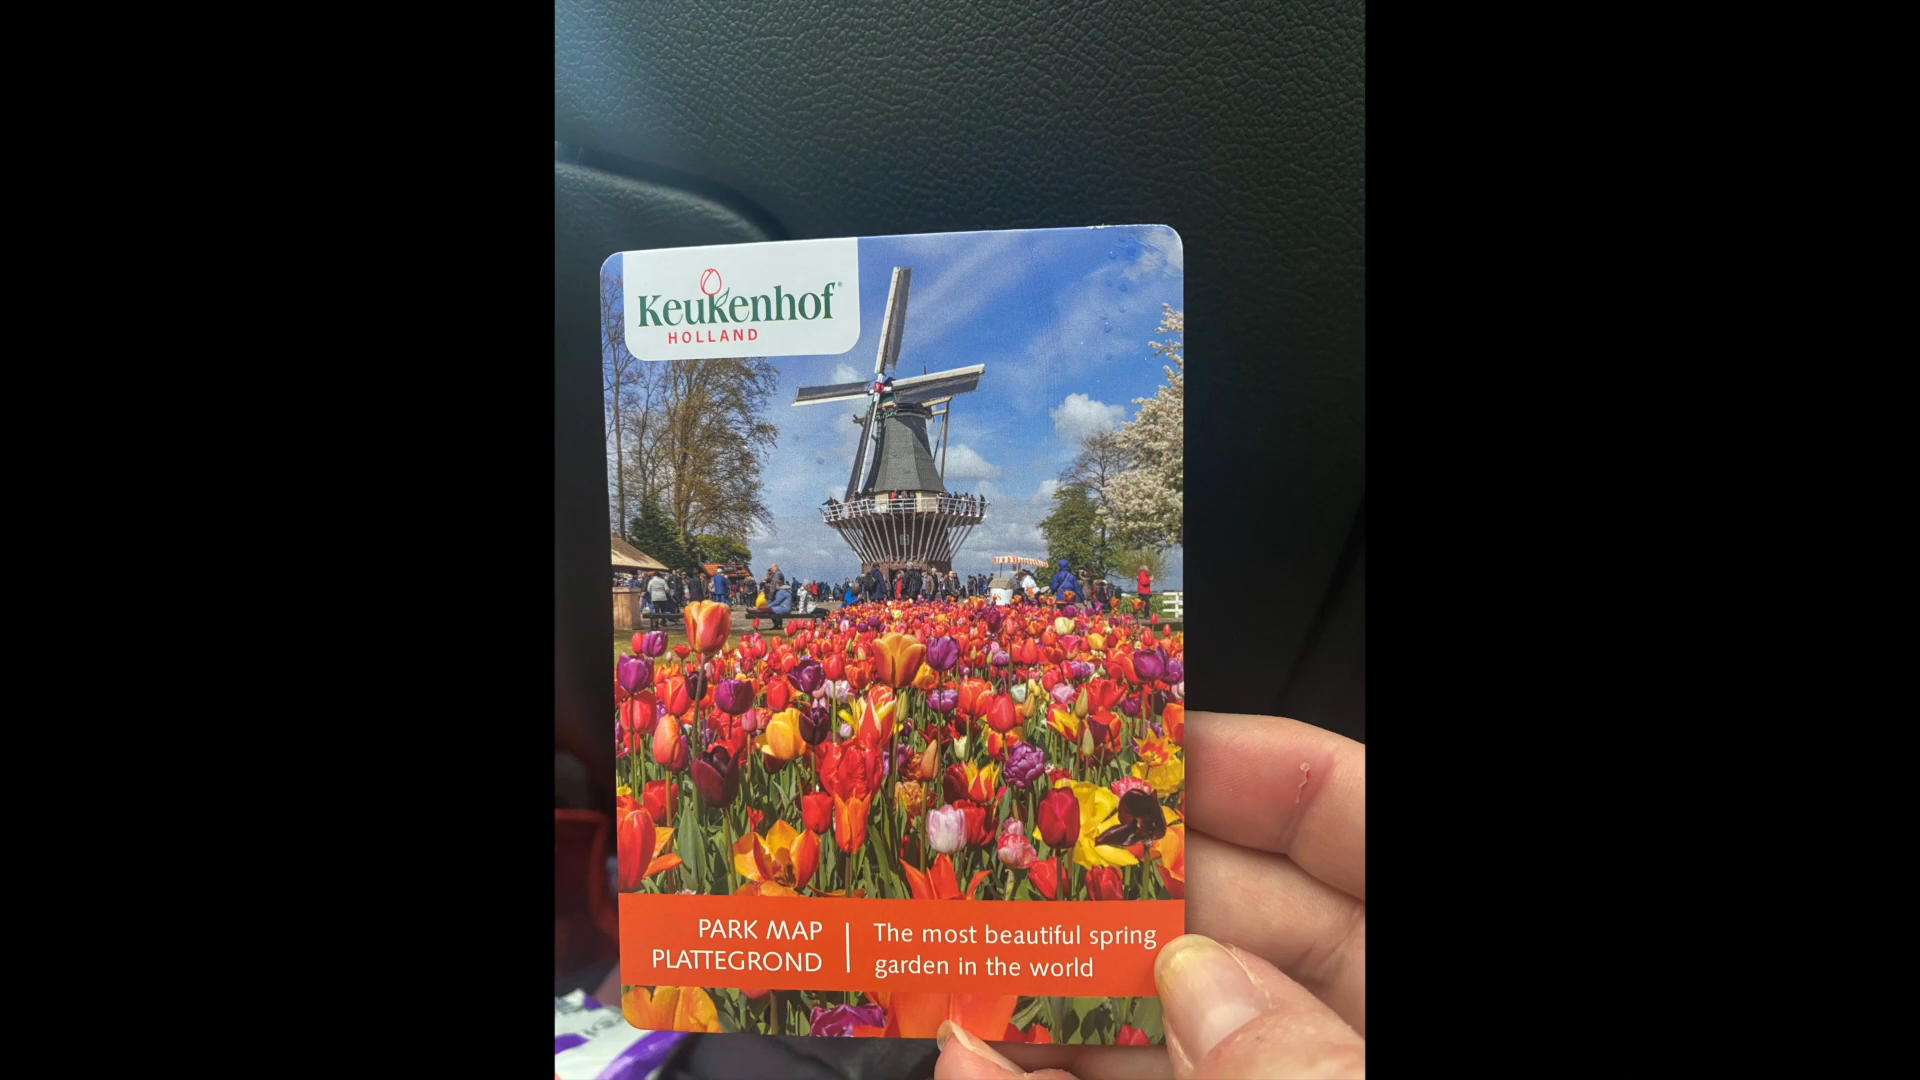 Keukenhof
HOLLAND
PARK MAP
PLATTEGROND
The most beautiful spring
garden in the world